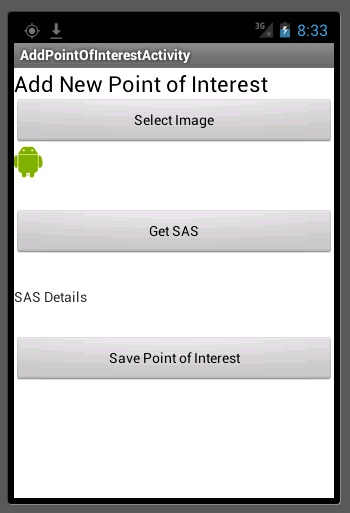 3G 8:33
AddPointOfInterestActivity
Add New Point of Interest
Select Image
Get SAS
SAS Details
Save Point of Interest